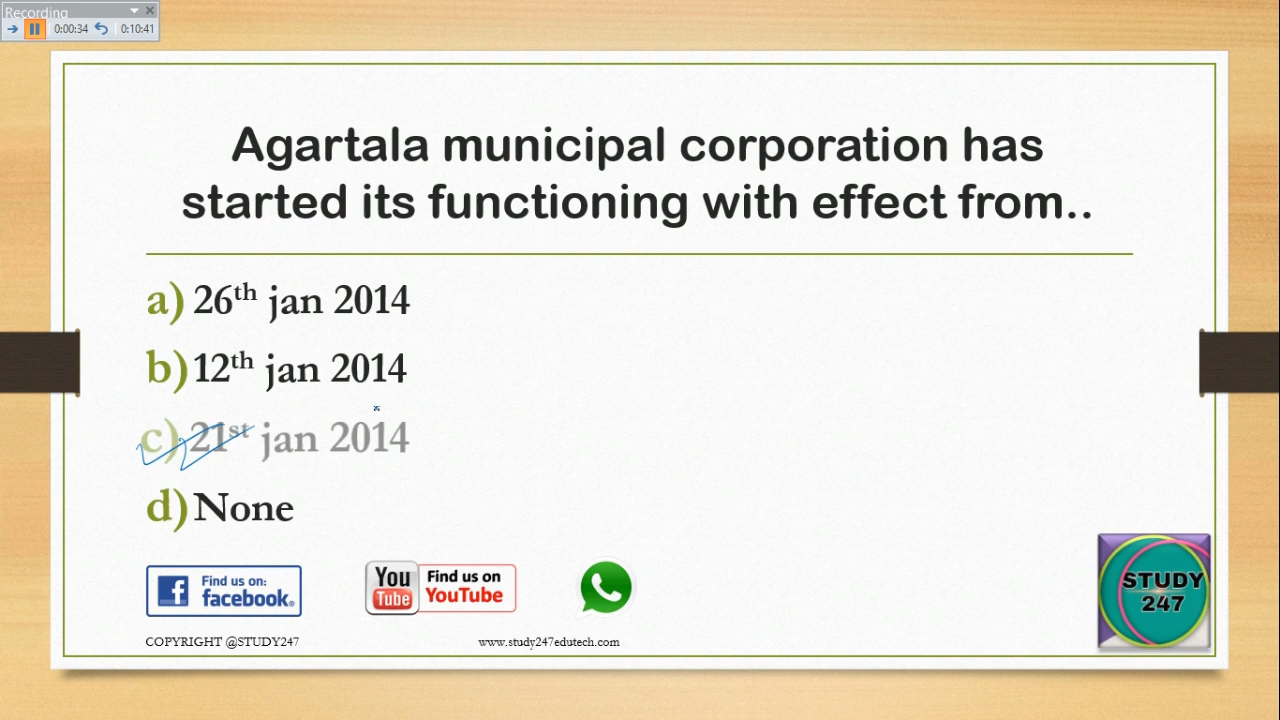 Recording
0:00:34 0:10:41
Agartala municipal corporation has
started its functioning with effect from..
a) 26th jan 2014
b) 12th jan 2014
c) 21st jan 2014
d) None
Find us on:
facebook.
You
Tube
Find us on
YouTube
STUDY
247
COPYRIGHT @STUDY247
www.study247edutech.com